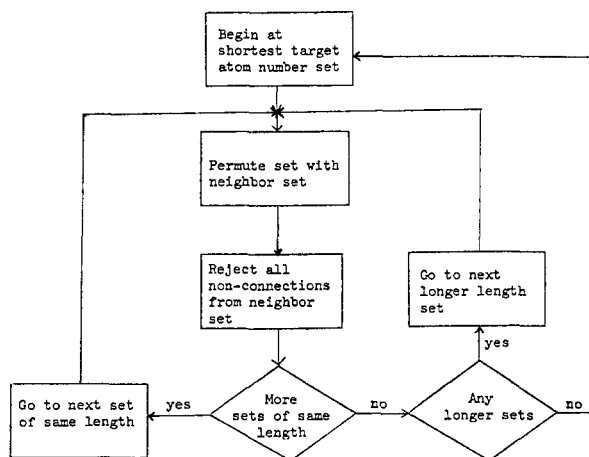 Begin at
shortest target
atom number set
Permute set with
neighbor set
Reject all
non-connections
from neighbor
set
Go to next
longer length
set
yes
Go to next set
of same length
yes
More
sets of same
length
no
Any
longer sets
no